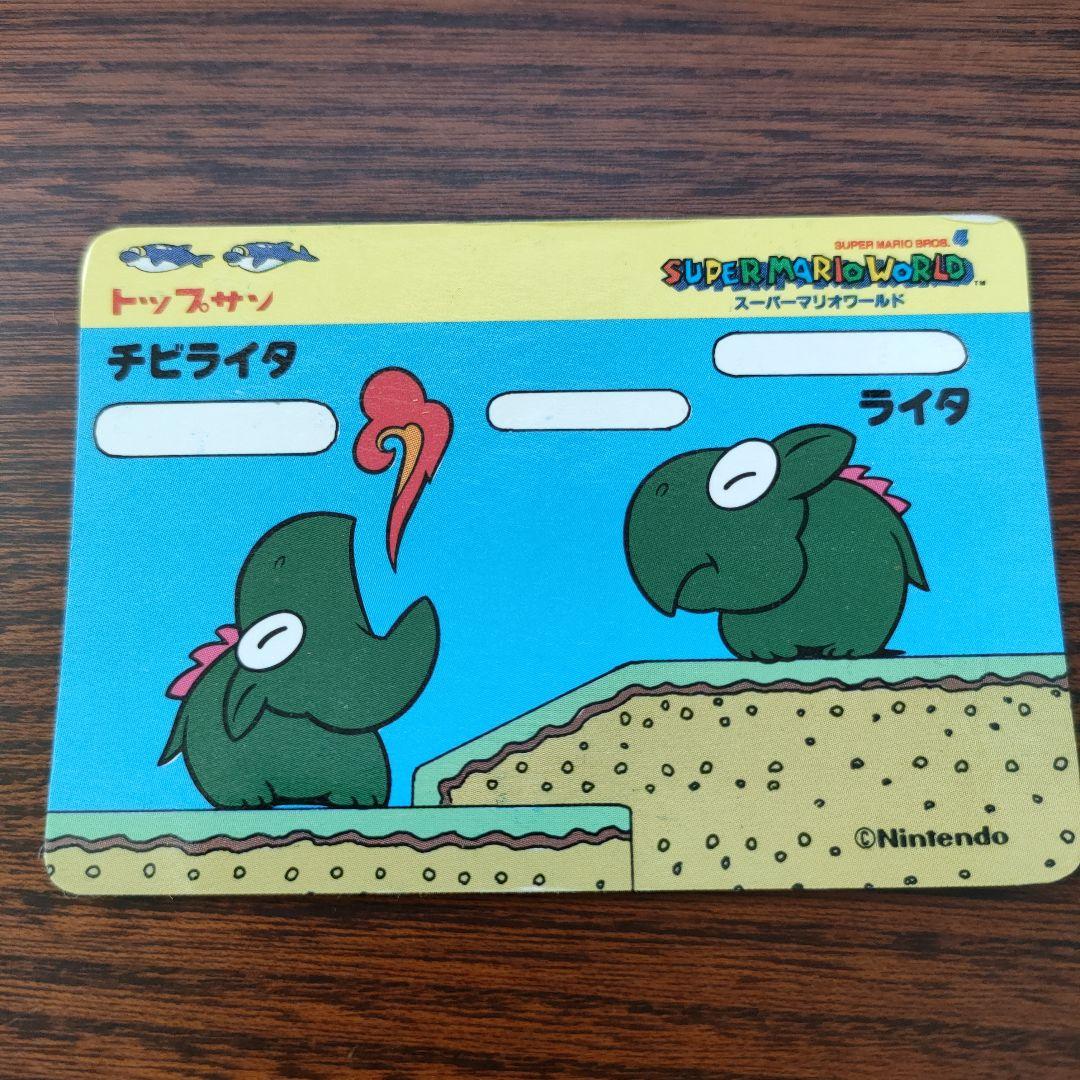 トップサン
SUPER MARIO BROS. 4
SUPER MARIO WORLD™
スーパーマリオワールド
チビライタ
ライタ
©Nintendo